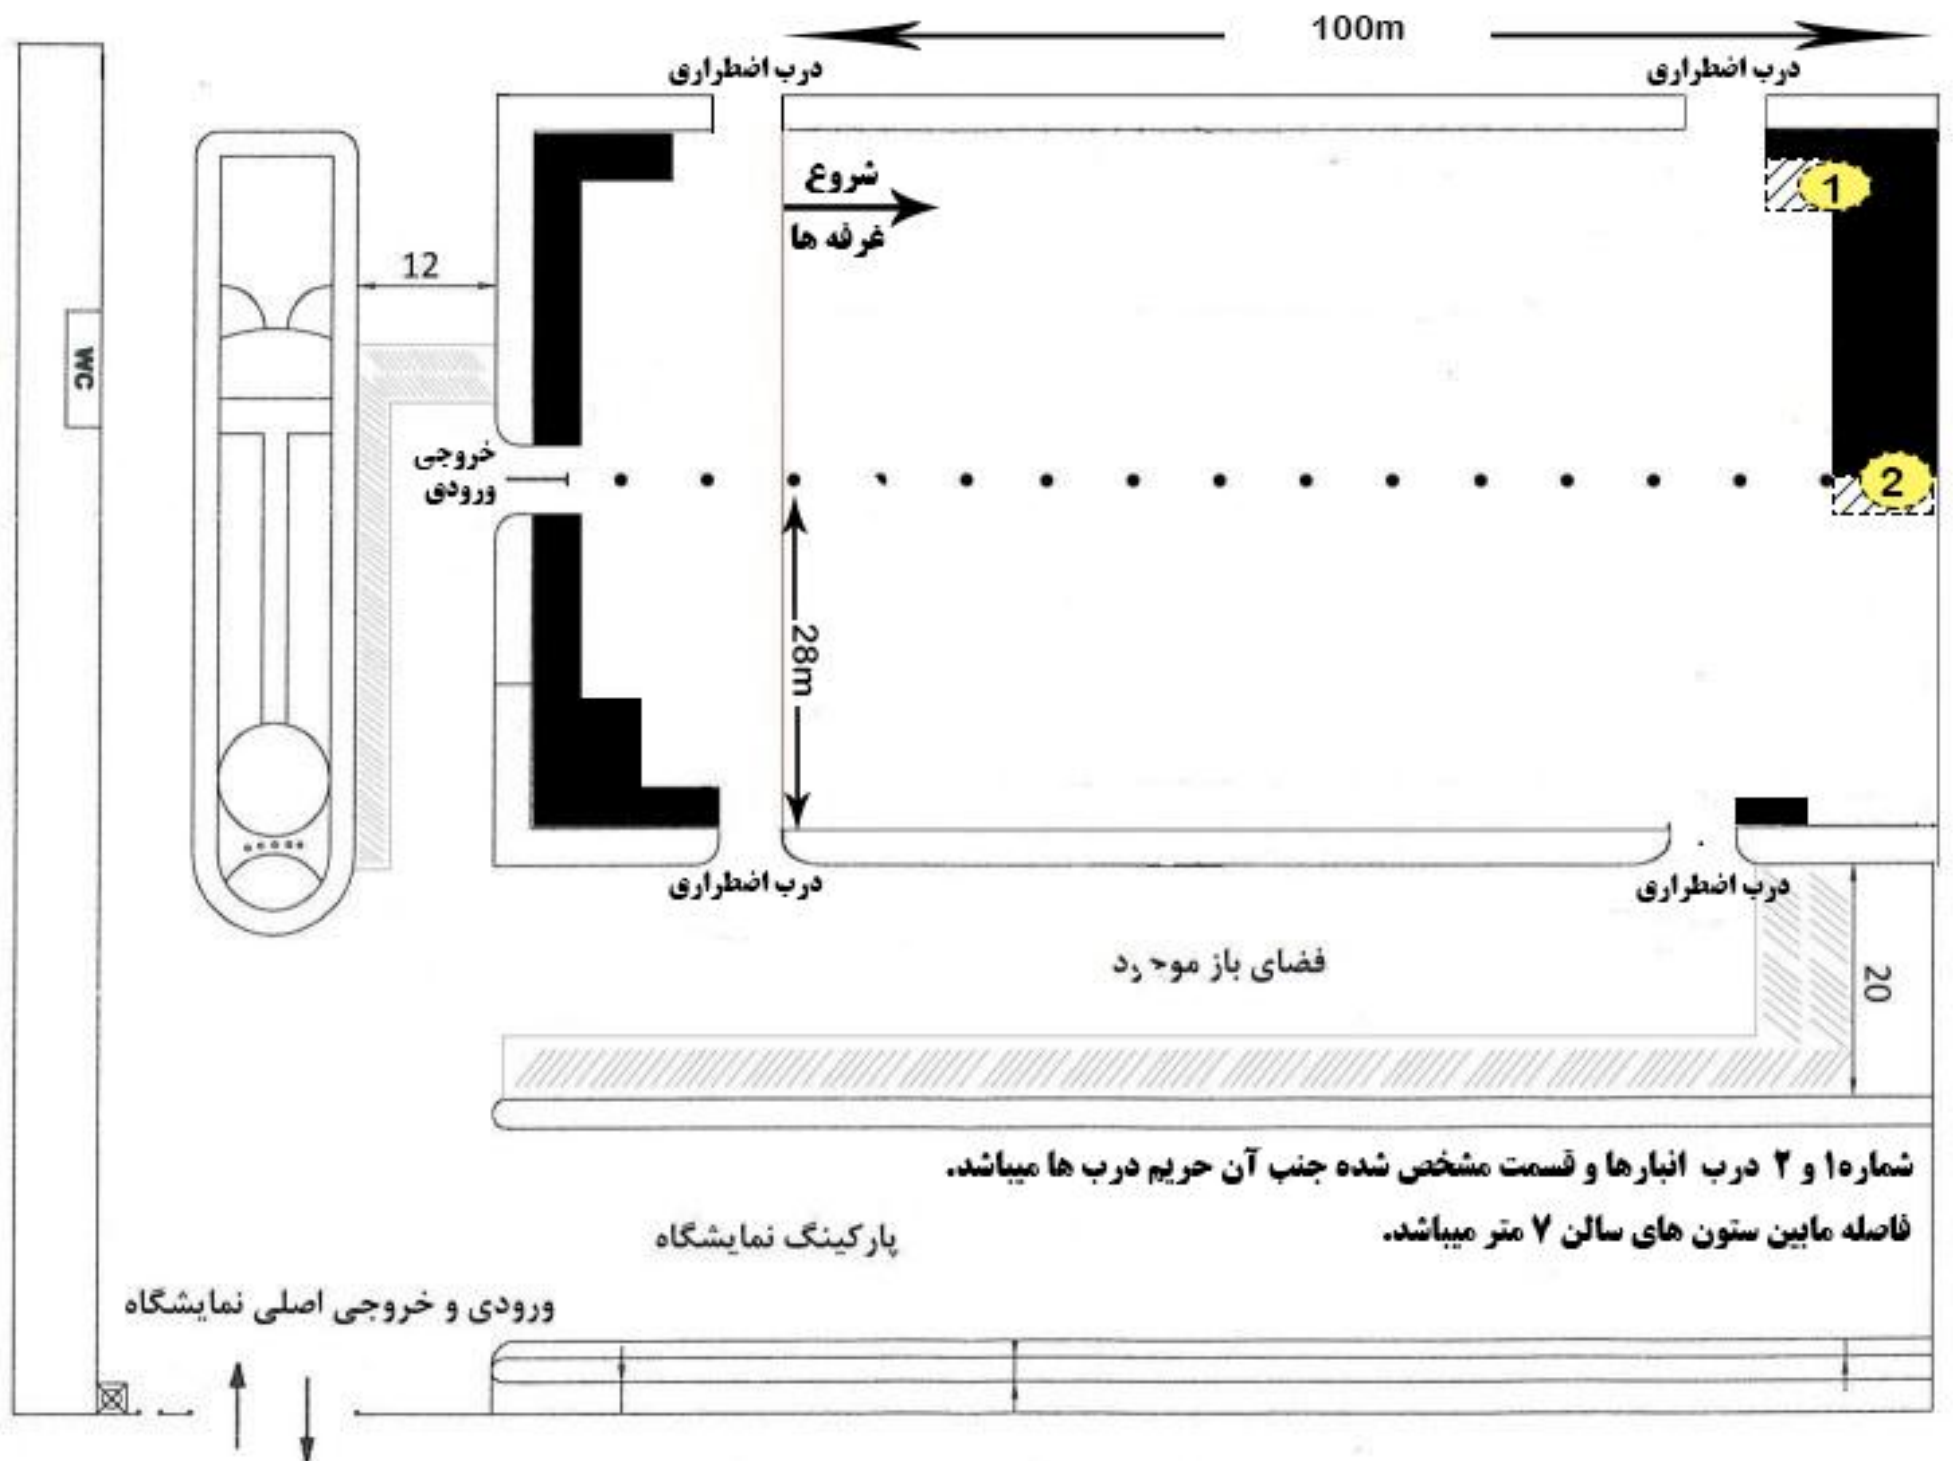 100m
درب اضطراری
درب اضطراری
شروع
غرفه ها
1
12
WC
خروجی
ورودی
2
28m
درب اضطراری
درب اضطراری
فضای باز
20
شماره۱ و ۲ درب انبارها و قسمت مشخص شده جنب آن حریم درب ها میباشد.
فاصله مابین ستون های سالن ۷ متر میباشد.
پارکینگ نمایشگاه
ورودی و خروجی اصلی نمایشگاه